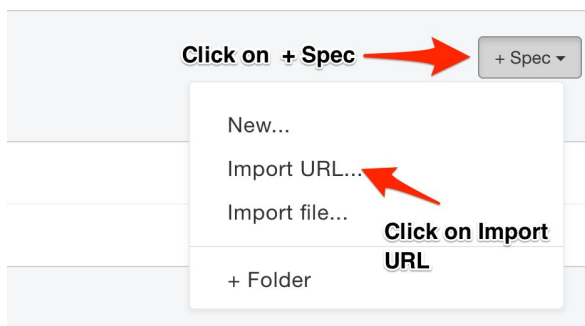 Click on + Spec
+ Spec
New...
Import URL...
Import file...
Click on Import
URL
+ Folder